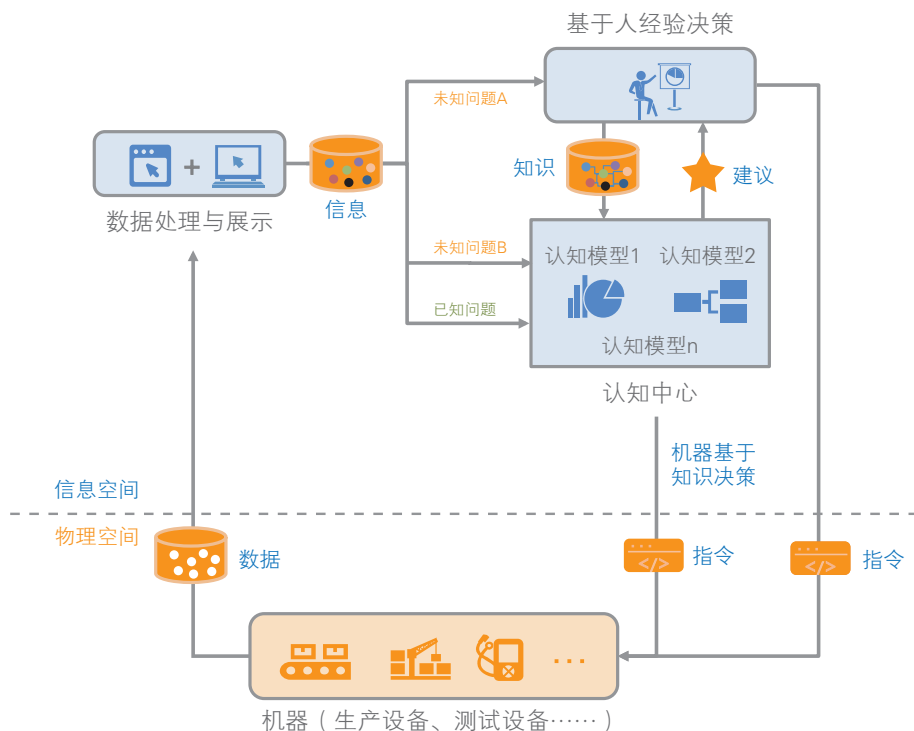 基于人经验决策
未知问题A
+
知识
建议
信息
数据处理与展示
未知问题B
认知模型1
认知模型2
已知问题
认知模型n
认知中心
机器基于
知识决策
信息空间
物理空间
数据
</>
指令
</>
指令
...
机器（生产设备、测试设备……）